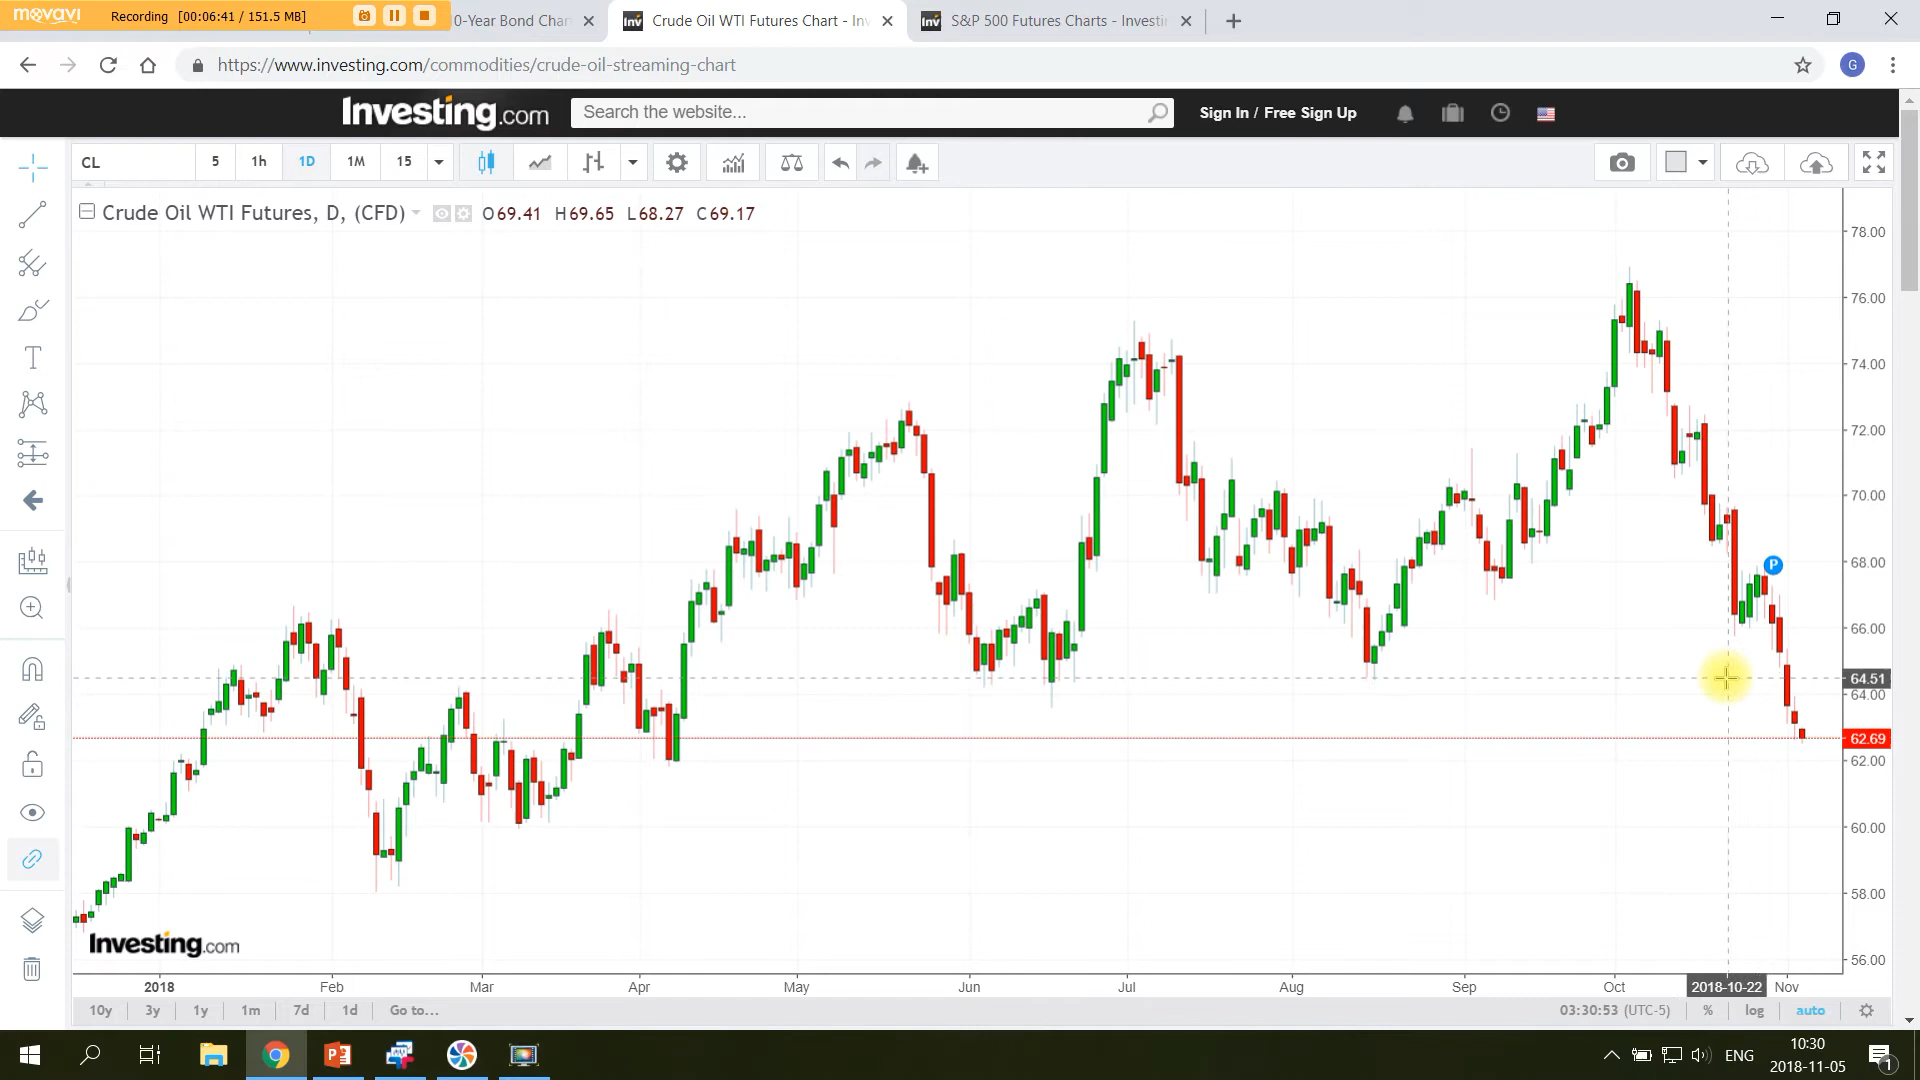 movavi
Recording [00:06:41 / 151.5 MB]
0-Year Bond Char
Crude Oil WTI Futures Chart - Inv
S&P 500 Futures Charts - Investin
https://www.investing.com/commodities/crude-oil-streaming-chart
G
Investing.com
Search the website...
Sign In / Free Sign Up
CL
5
1h
1D
1M
15
Crude Oil WTI Futures, D, (CFD)
O69.41 H69.65 L68.27 C69.17
78.00
76.00
74.00
72.00
70.00
68.00
66.00
64.51
64.00
62.69
62.00
60.00
58.00
56.00
P
Investing.com
2018
Feb
Mar
Apr
May
Jun
Jul
Aug
Sep
Oct
2018-10-22
Nov
10y
3y
1y
1m
7d
1d
Go to...
03:30:53 (UTC-5)
%
log
auto
ENG
10:30
2018-11-05
1